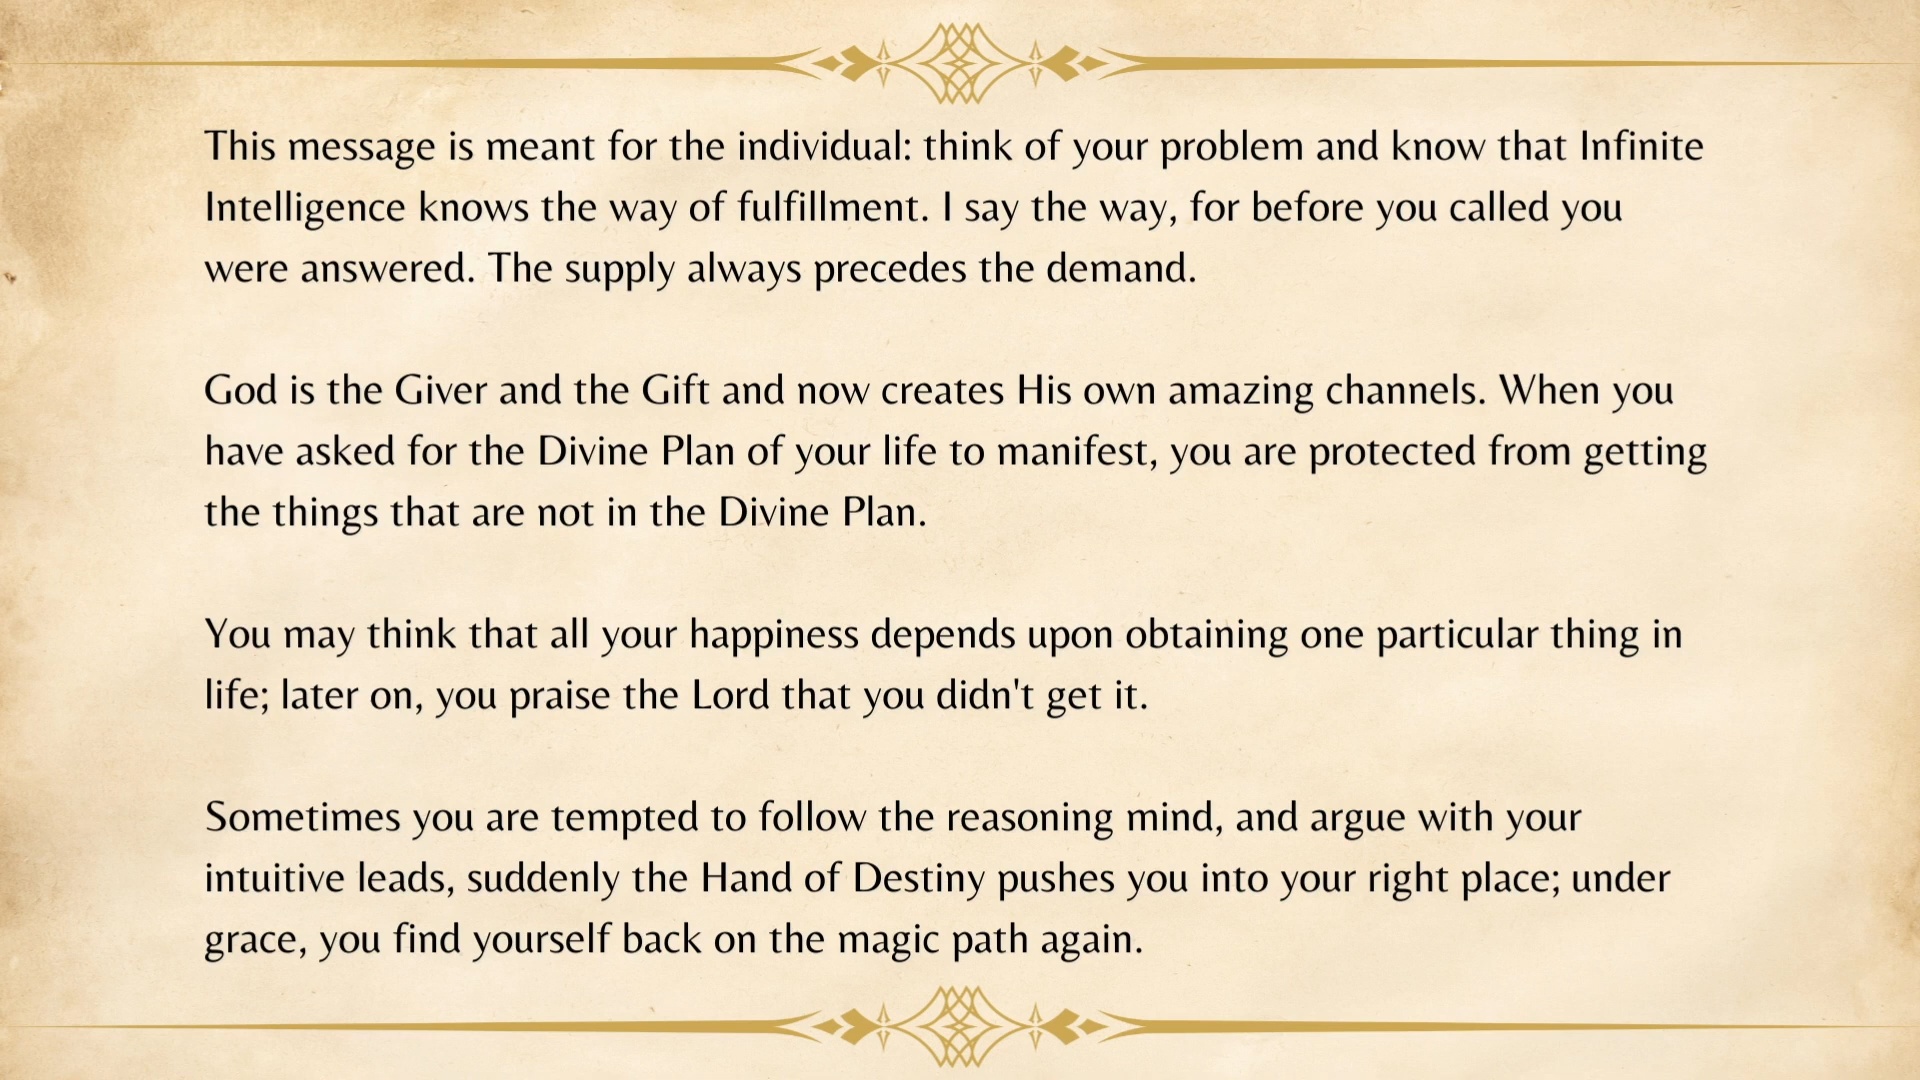 This message is meant for the individual: think of your problem and know that Infinite
Intelligence knows the way of fulfillment. I say the way, for before you called you
were answered. The supply always precedes the demand.
God is the Giver and the Gift and now creates His own amazing channels. When you
have asked for the Divine Plan of your life to manifest, you are protected from getting
the things that are not in the Divine Plan.
You may think that all your happiness depends upon obtaining one particular thing in
life; later on, you praise the Lord that you didn't get it.
Sometimes you are tempted to follow the reasoning mind, and argue with your
intuitive leads, suddenly the Hand of Destiny pushes you into your right place; under
grace, you find yourself back on the magic path again.